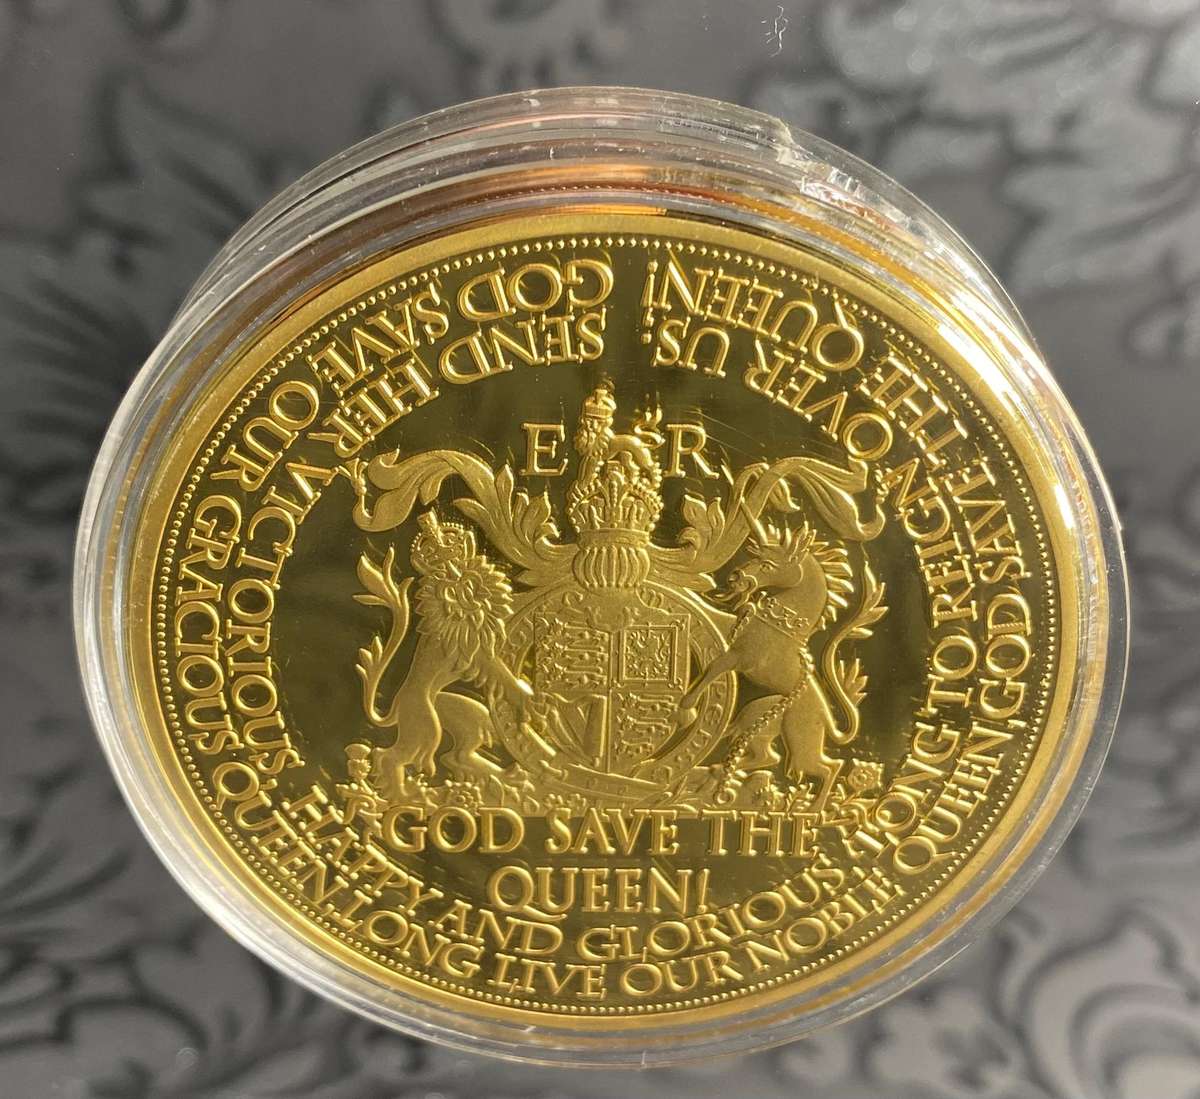 GOD SAVE OUR GRACIOUS QUEEN, LONG LIVE OUR NOBLE QUEEN, GOD SAVE THE QUEEN!
SEND HER VICTORIOUS, HAPPY AND GLORIOUS, LONG TO REIGN OVER US:
E R
GOD SAVE THE
QUEEN!